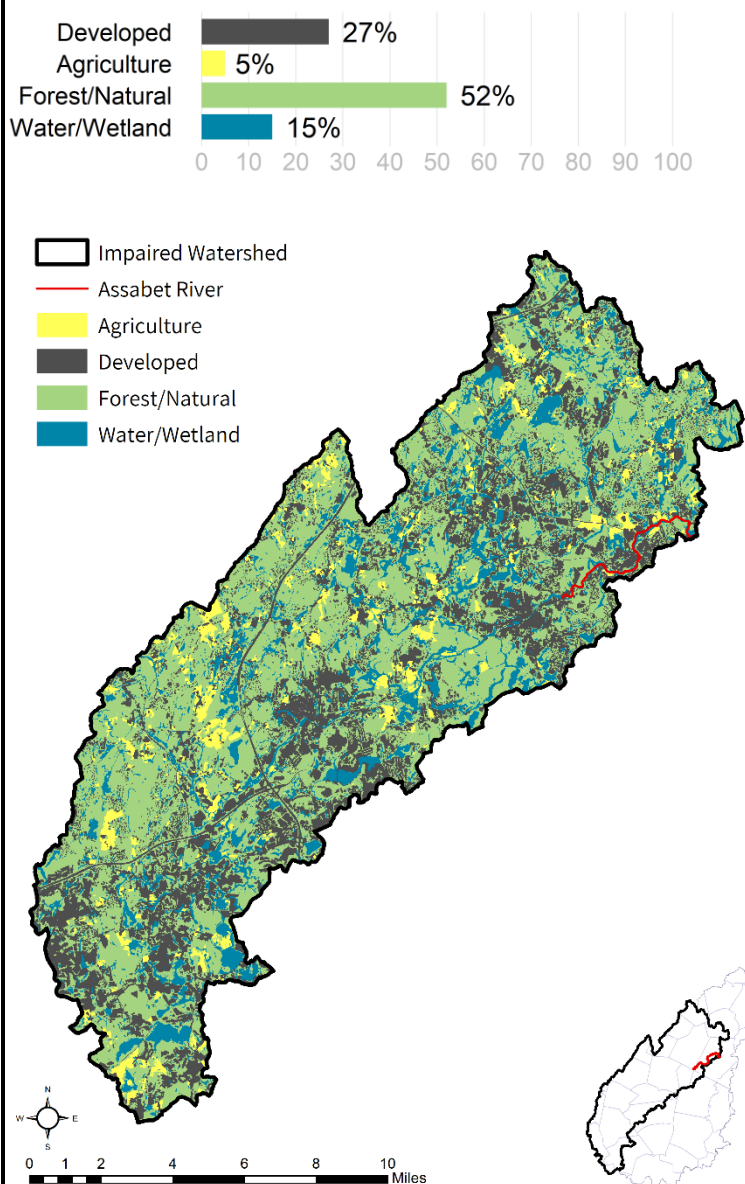 Developed 27%
Agriculture 5%
Forest/Natural 52%
Water/Wetland 15%
0 10 20 30 40 50 60 70 80 90 100
Impaired Watershed
Assabet River
Agriculture
Developed
Forest/Natural
Water/Wetland
N
W E
S
0 1 2 4 6 8 10
Miles